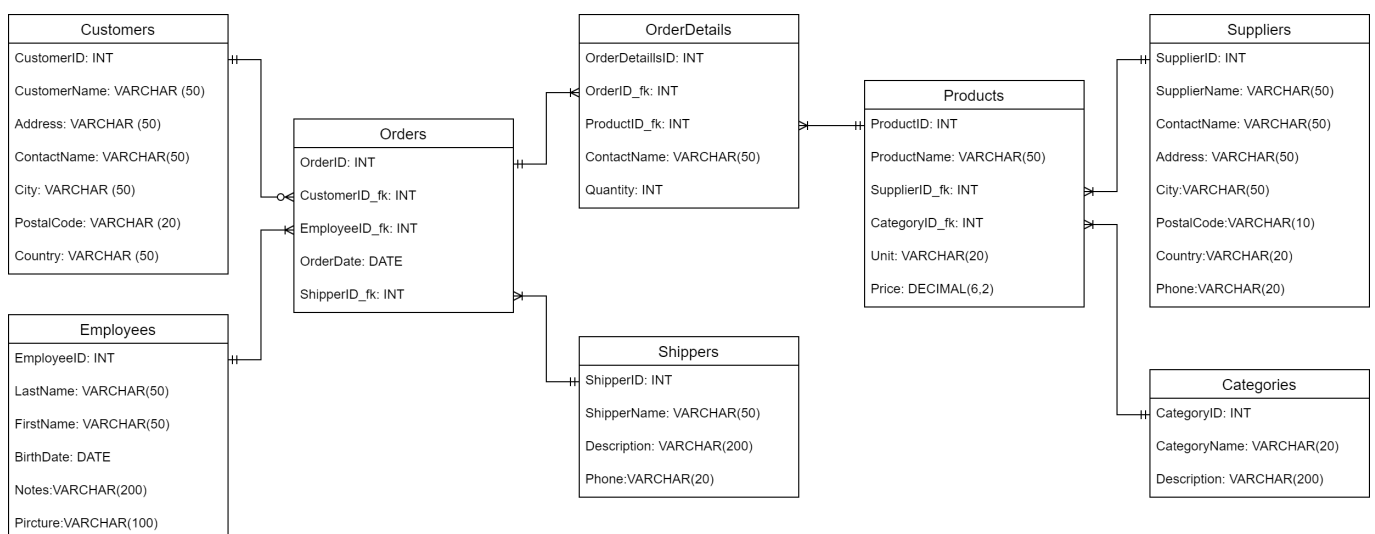 Customers
CustomerID: INT
CustomerName: VARCHAR (50)
Address: VARCHAR (50)
ContactName: VARCHAR(50)
City: VARCHAR (50)
PostalCode: VARCHAR (20)
Country: VARCHAR (50)
Employees
EmployeeID: INT
LastName: VARCHAR(50)
FirstName: VARCHAR(50)
BirthDate: DATE
Notes:VARCHAR(200)
Pircture:VARCHAR(100)
Orders
OrderID: INT
CustomerID_fk: INT
EmployeeID_fk: INT
OrderDate: DATE
ShipperID_fk: INT
OrderDetails
OrderDetaillsID: INT
OrderID_fk: INT
ProductID_fk: INT
ContactName: VARCHAR(50)
Quantity: INT
Shippers
ShipperID: INT
ShipperName: VARCHAR(50)
Description: VARCHAR(200)
Phone:VARCHAR(20)
Products
ProductID: INT
ProductName: VARCHAR(50)
SupplierID_fk: INT
CategoryID_fk: INT
Unit: VARCHAR(20)
Price: DECIMAL(6,2)
Suppliers
SupplierID: INT
SupplierName: VARCHAR(50)
ContactName: VARCHAR(50)
Address: VARCHAR(50)
City:VARCHAR(50)
PostalCode:VARCHAR(10)
Country:VARCHAR(20)
Phone:VARCHAR(20)
Categories
CategoryID: INT
CategoryName: VARCHAR(20)
Description: VARCHAR(200)